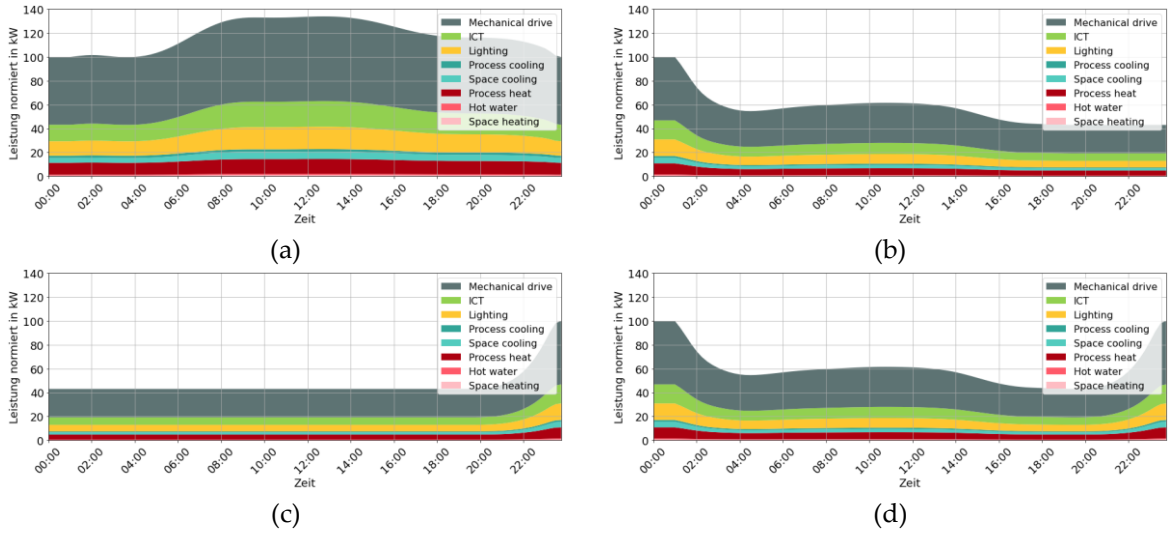 Leistung normiert in kW
140
120
100
80
60
40
20
0
Mechanical drive
ICT
Lighting
Process cooling
Space cooling
Process heat
Hot water
Space heating
00:00 02:00 04:00 06:00 08:00 10:00 12:00 14:00 16:00 18:00 20:00 22:00
Zeit
(a)
Leistung normiert in kW
140
120
100
80
60
40
20
0
Mechanical drive
ICT
Lighting
Process cooling
Space cooling
Process heat
Hot water
Space heating
00:00 02:00 04:00 06:00 08:00 10:00 12:00 14:00 16:00 18:00 20:00 22:00
Zeit
(b)
Leistung normiert in kW
140
120
100
80
60
40
20
0
Mechanical drive
ICT
Lighting
Process cooling
Space cooling
Process heat
Hot water
Space heating
00:00 02:00 04:00 06:00 08:00 10:00 12:00 14:00 16:00 18:00 20:00 22:00
Zeit
(c)
Leistung normiert in kW
140
120
100
80
60
40
20
0
Mechanical drive
ICT
Lighting
Process cooling
Space cooling
Process heat
Hot water
Space heating
00:00 02:00 04:00 06:00 08:00 10:00 12:00 14:00 16:00 18:00 20:00 22:00
Zeit
(d)